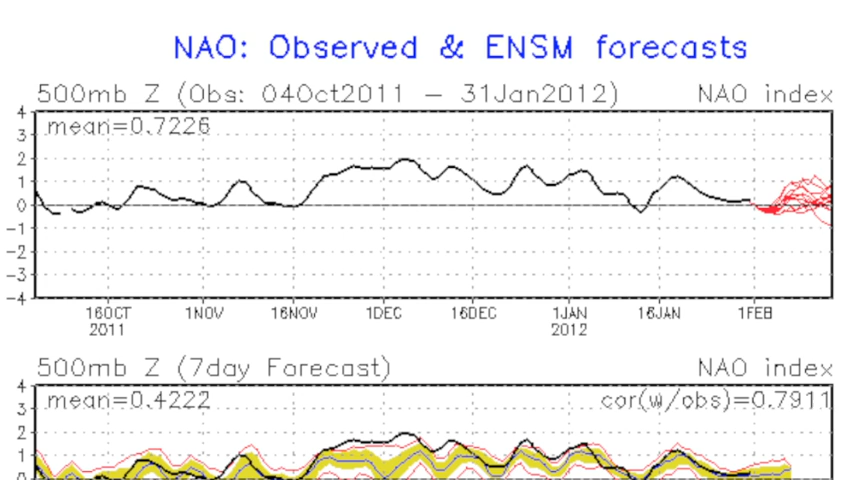 NAO: Observed & ENSM forecasts
500mb Z (Obs: 04Oct2011 – 31Jan2012) NAO index
4
mean=0.7226
3
2
1
0
-1
-2
-3
-4
16OCT 1NOV 16NOV 1DEC 16DEC 1JAN 16JAN 1FEB
2011 2012
500mb Z (7day Forecast) NAO index
4
mean=0.4222 cor(w/obs)=0.7911
3
2
1
0